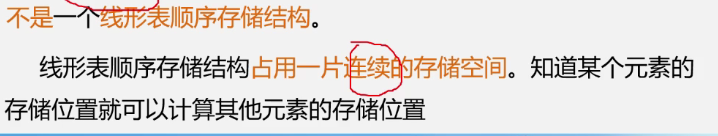 不是一个线形表顺序存储结构。
线形表顺序存储结构占用一片连续的存储空间。知道某个元素的
存储位置就可以计算其他元素的存储位置